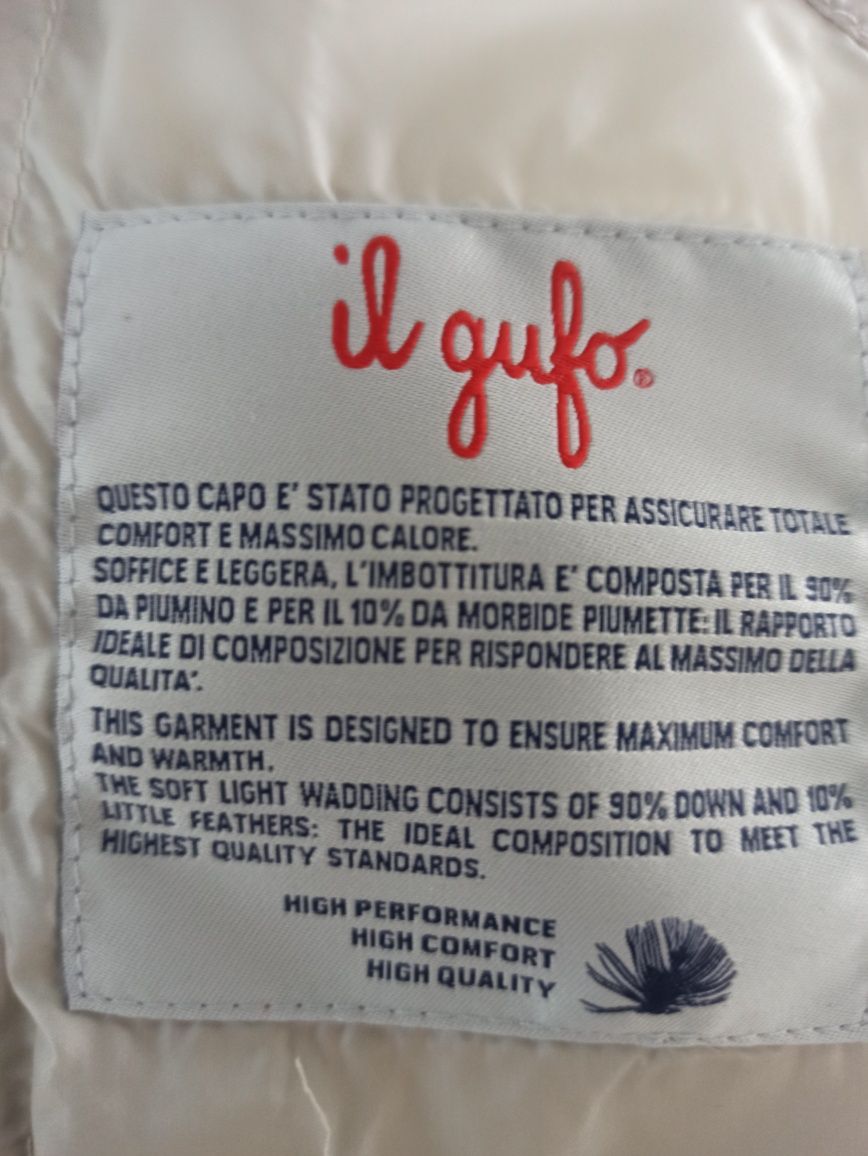 il gufo®
QUESTO CAPO E' STATO PROGETTATO PER ASSICURARE TOTALE
COMFORT E MASSIMO CALORE.
SOFFICE E LEGGERA, L'IMBOTTITURA E' COMPOSTA PER IL 90%
DA PIUMINO E PER IL 10% DA MORBIDE PIUMETTE: IL RAPPORTO
IDEALE DI COMPOSIZIONE PER RISPONDERE AL MASSIMO DELLA
QUALITA'.
THIS GARMENT IS DESIGNED TO ENSURE MAXIMUM COMFORT
AND WARMTH.
THE SOFT LIGHT WADDING CONSISTS OF 90% DOWN AND 10%
LITTLE FEATHERS: THE IDEAL COMPOSITION TO MEET THE
HIGHEST QUALITY STANDARDS.
HIGH PERFORMANCE
HIGH COMFORT
HIGH QUALITY